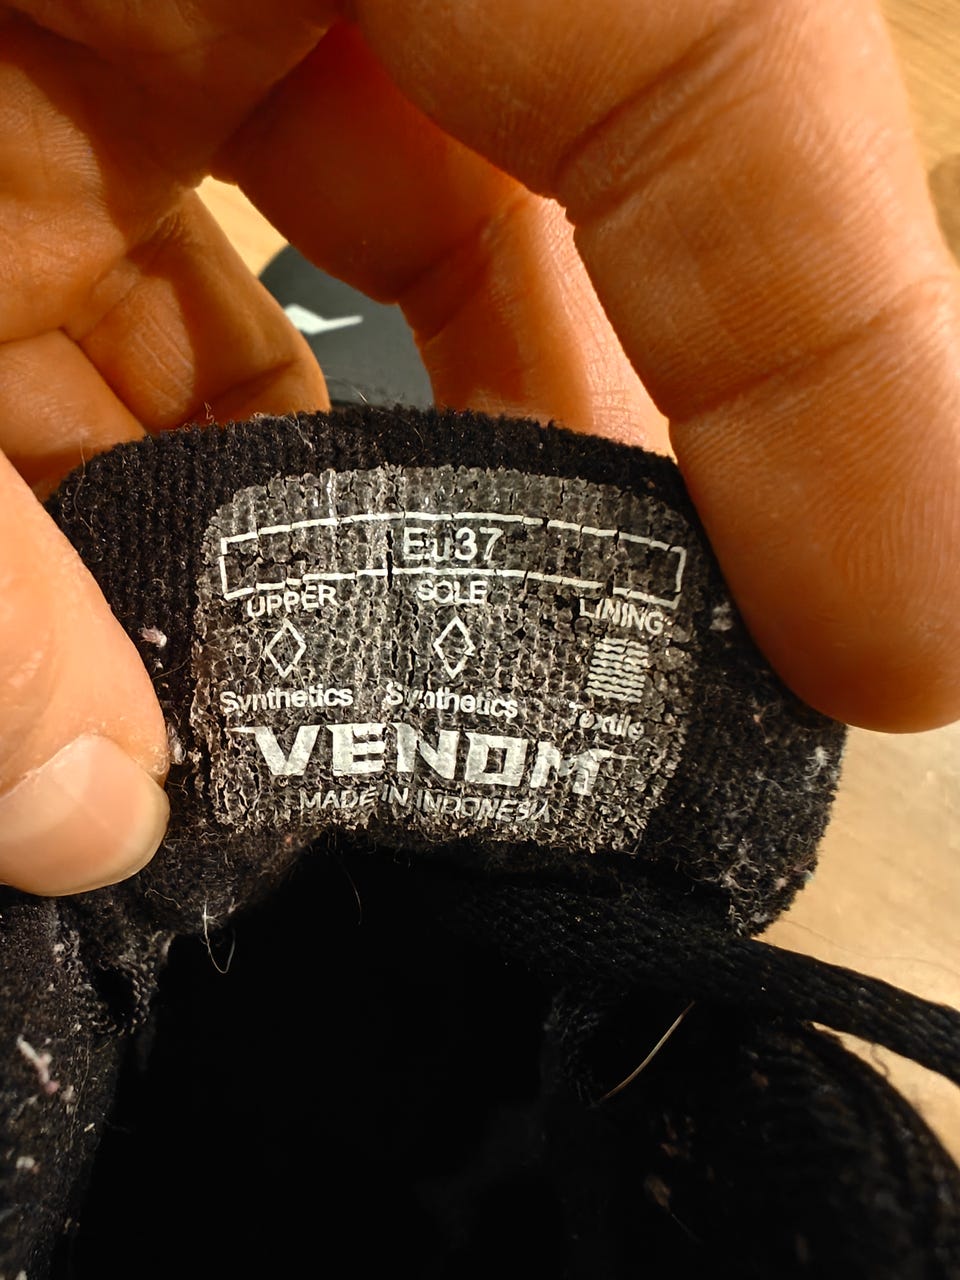 Eu37
UPPER SOLE LINING
Synthetics Synthetics Textile
VENOM
MADE IN INDONESIA